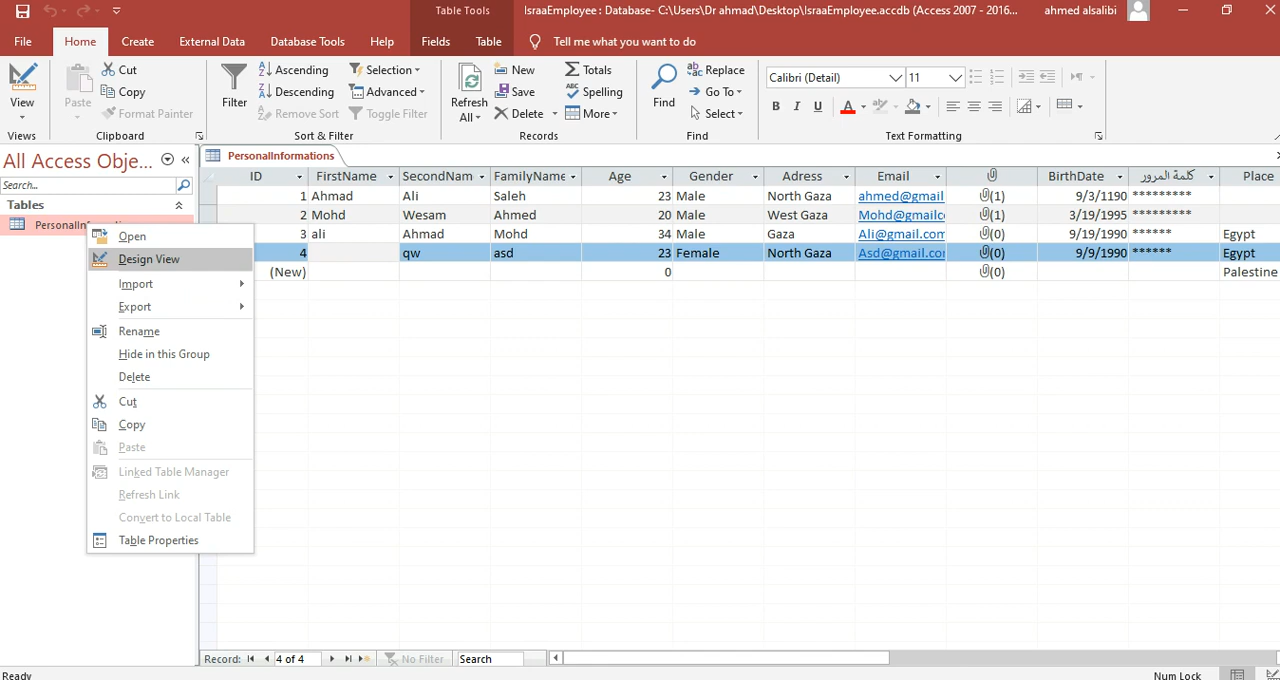 Table Tools
IsraaEmployee : Database- C:\Users\Dr ahmad\Desktop\IsraaEmployee.accdb (Access 2007 - 2016...
ahmed alsalibi
File Home Create External Data Database Tools Help Fields Table Tell me what you want to do
View
Views
Paste
Cut
Copy
Format Painter
Clipboard
Filter
Ascending
Descending
Remove Sort
Selection
Advanced
Toggle Filter
Sort & Filter
Refresh
All
New
Save
Delete
Totals
Spelling
More
Records
Find
Replace
Go To
Select
Find
Calibri (Detail) 11
B I U A
Text Formatting
All Access Obje...
Search...
Tables
PersonalIn
Open
Design View
Import
Export
Rename
Hide in this Group
Delete
Cut
Copy
Paste
Linked Table Manager
Refresh Link
Convert to Local Table
Table Properties
PersonalInformations
ID FirstName SecondNam FamilyName Age Gender Adress Email BirthDate كلمة المرور Place
1 Ahmad Ali Saleh 23 Male North Gaza ahmed@gmail (1) 9/3/1190 *********
2 Mohd Wesam Ahmed 20 Male West Gaza Mohd@gmailc (1) 3/19/1995 *********
3 ali Ahmad Mohd 34 Male Gaza Ali@gmail.com (0) 9/19/1990 ****** Egypt
4 qw asd 23 Female North Gaza Asd@gmail.co (0) 9/9/1990 ****** Egypt
(New) 0 (0) Palestine
Record: 4 of 4 No Filter Search
Ready
Num Lock